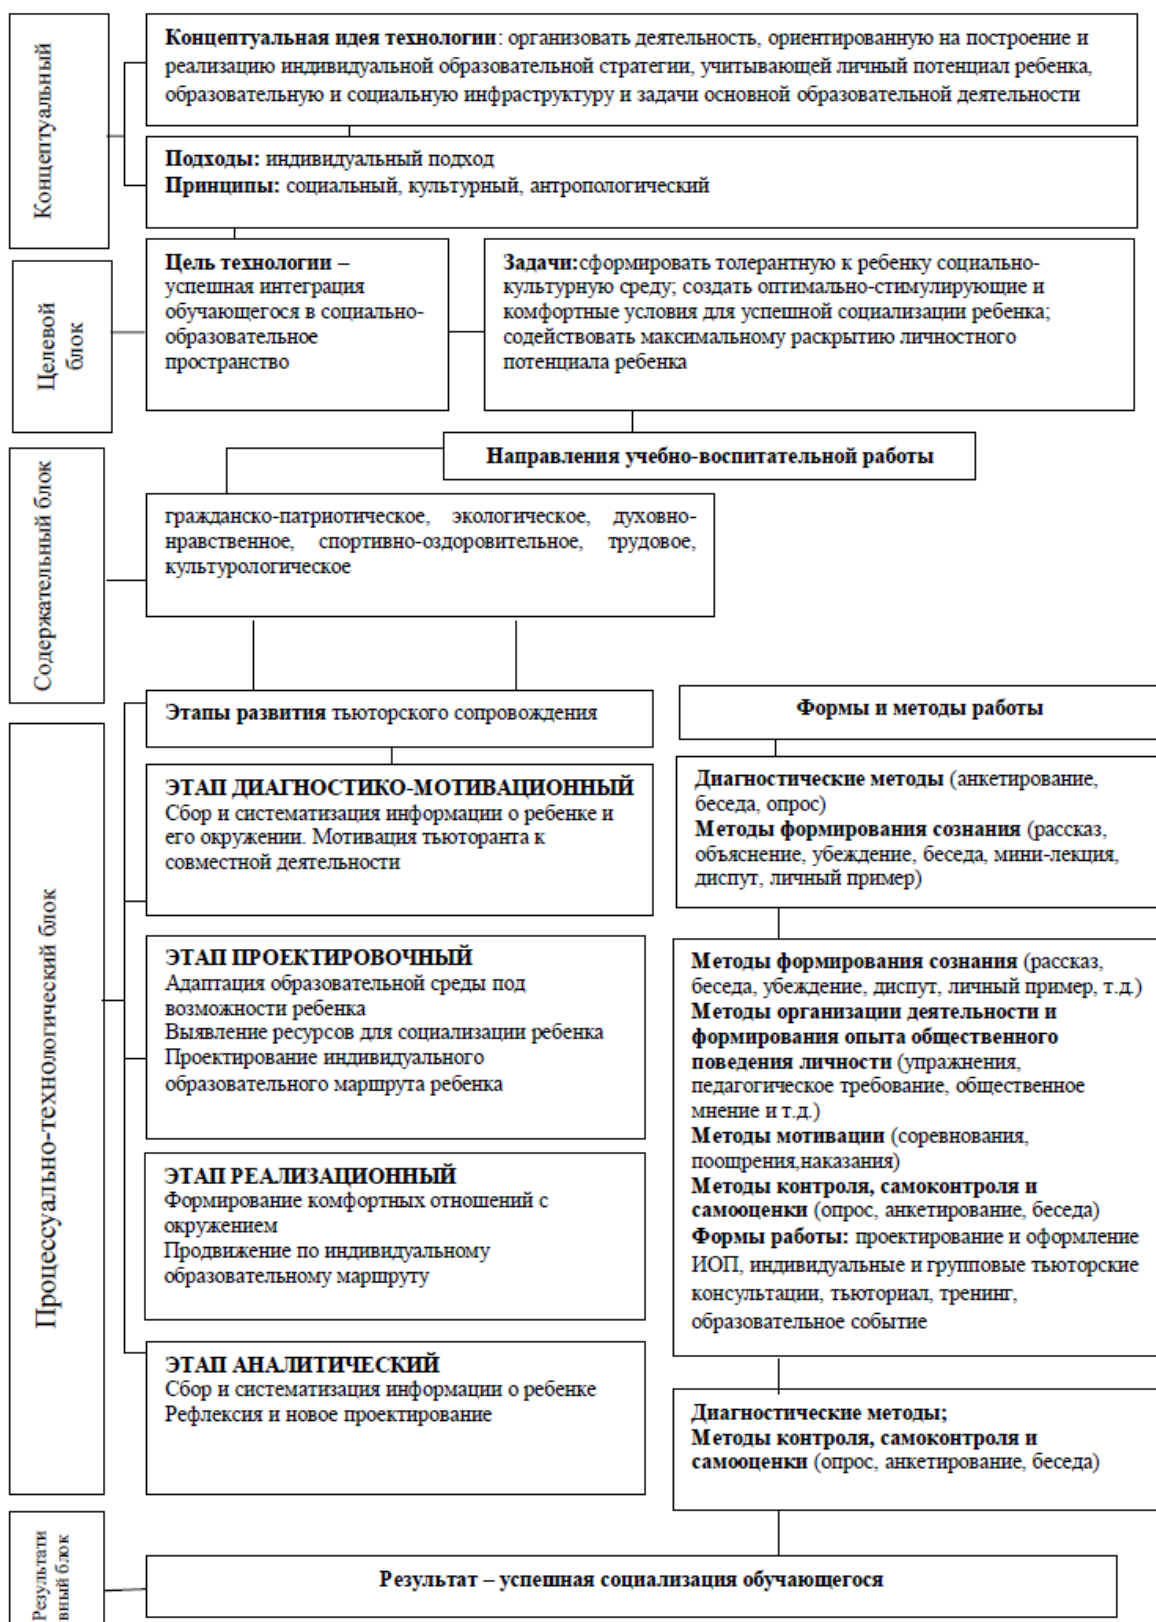 Концептуальный
Концептуальная идея технологии: организовать деятельность, ориентированную на построение и
реализацию индивидуальной образовательной стратегии, учитывающей личный потенциал ребенка,
образовательную и социальную инфраструктуру и задачи основной образовательной деятельности
Подходы: индивидуальный подход
Принципы: социальный, культурный, антропологический
Целевой
блок
Цель технологии –
успешная интеграция
обучающегося в социально-
образовательное
пространство
Задачи:сформировать толерантную к ребенку социально-
культурную среду; создать оптимально-стимулирующие и
комфортные условия для успешной социализации ребенка;
содействовать максимальному раскрытию личностного
потенциала ребенка
Содержательный блок
Направления учебно-воспитательной работы
гражданско-патриотическое, экологическое, духовно-
нравственное, спортивно-оздоровительное, трудовое,
культурологическое
Процессуально-технологический блок
Этапы развития тьюторского сопровождения
ЭТАП ДИАГНОСТИКО-МОТИВАЦИОННЫЙ
Сбор и систематизация информации о ребенке и
его окружении. Мотивация тьюторанта к
совместной деятельности
ЭТАП ПРОЕКТИРОВОЧНЫЙ
Адаптация образовательной среды под
возможности ребенка
Выявление ресурсов для социализации ребенка
Проектирование индивидуального
образовательного маршрута ребенка
ЭТАП РЕАЛИЗАЦИОННЫЙ
Формирование комфортных отношений с
окружением
Продвижение по индивидуальному
образовательному маршруту
ЭТАП АНАЛИТИЧЕСКИЙ
Сбор и систематизация информации о ребенке
Рефлексия и новое проектирование
Формы и методы работы
Диагностические методы (анкетирование,
беседа, опрос)
Методы формирования сознания (рассказ,
объяснение, убеждение, беседа, мини-лекция,
диспут, личный пример)
Методы формирования сознания (рассказ,
беседа, убеждение, диспут, личный пример, т.д.)
Методы организации деятельности и
формирования опыта общественного
поведения личности (упражнения,
педагогическое требование, общественное
мнение и т.д.)
Методы мотивации (соревнования,
поощрения,наказания)
Методы контроля, самоконтроля и
самооценки (опрос, анкетирование, беседа)
Формы работы: проектирование и оформление
ИОП, индивидуальные и групповые тьюторские
консультации, тьюториал, тренинг,
образовательное событие
Диагностические методы;
Методы контроля, самоконтроля и
самооценки (опрос, анкетирование, беседа)
Результати
вный блок
Результат – успешная социализация обучающегося